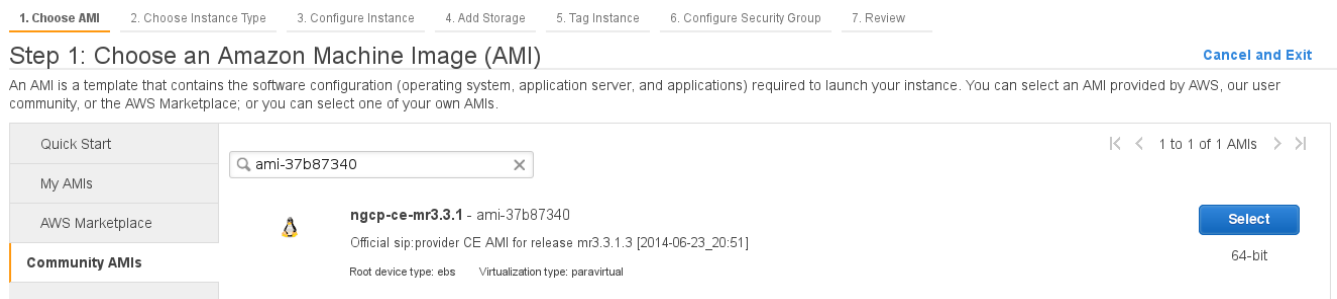 1. Choose AMI 2. Choose Instance Type 3. Configure Instance 4. Add Storage 5. Tag Instance 6. Configure Security Group 7. Review
Step 1: Choose an Amazon Machine Image (AMI)
Cancel and Exit
An AMI is a template that contains the software configuration (operating system, application server, and applications) required to launch your instance. You can select an AMI provided by AWS, our user
community, or the AWS Marketplace; or you can select one of your own AMIs.
Quick Start
My AMIs
AWS Marketplace
Community AMIs
1 to 1 of 1 AMIs
ami-37b87340
ngcp-ce-mr3.3.1 - ami-37b87340
Official sip:provider CE AMI for release mr3.3.1.3 [2014-06-23_20:51]
Root device type: ebs Virtualization type: paravirtual
Select
64-bit